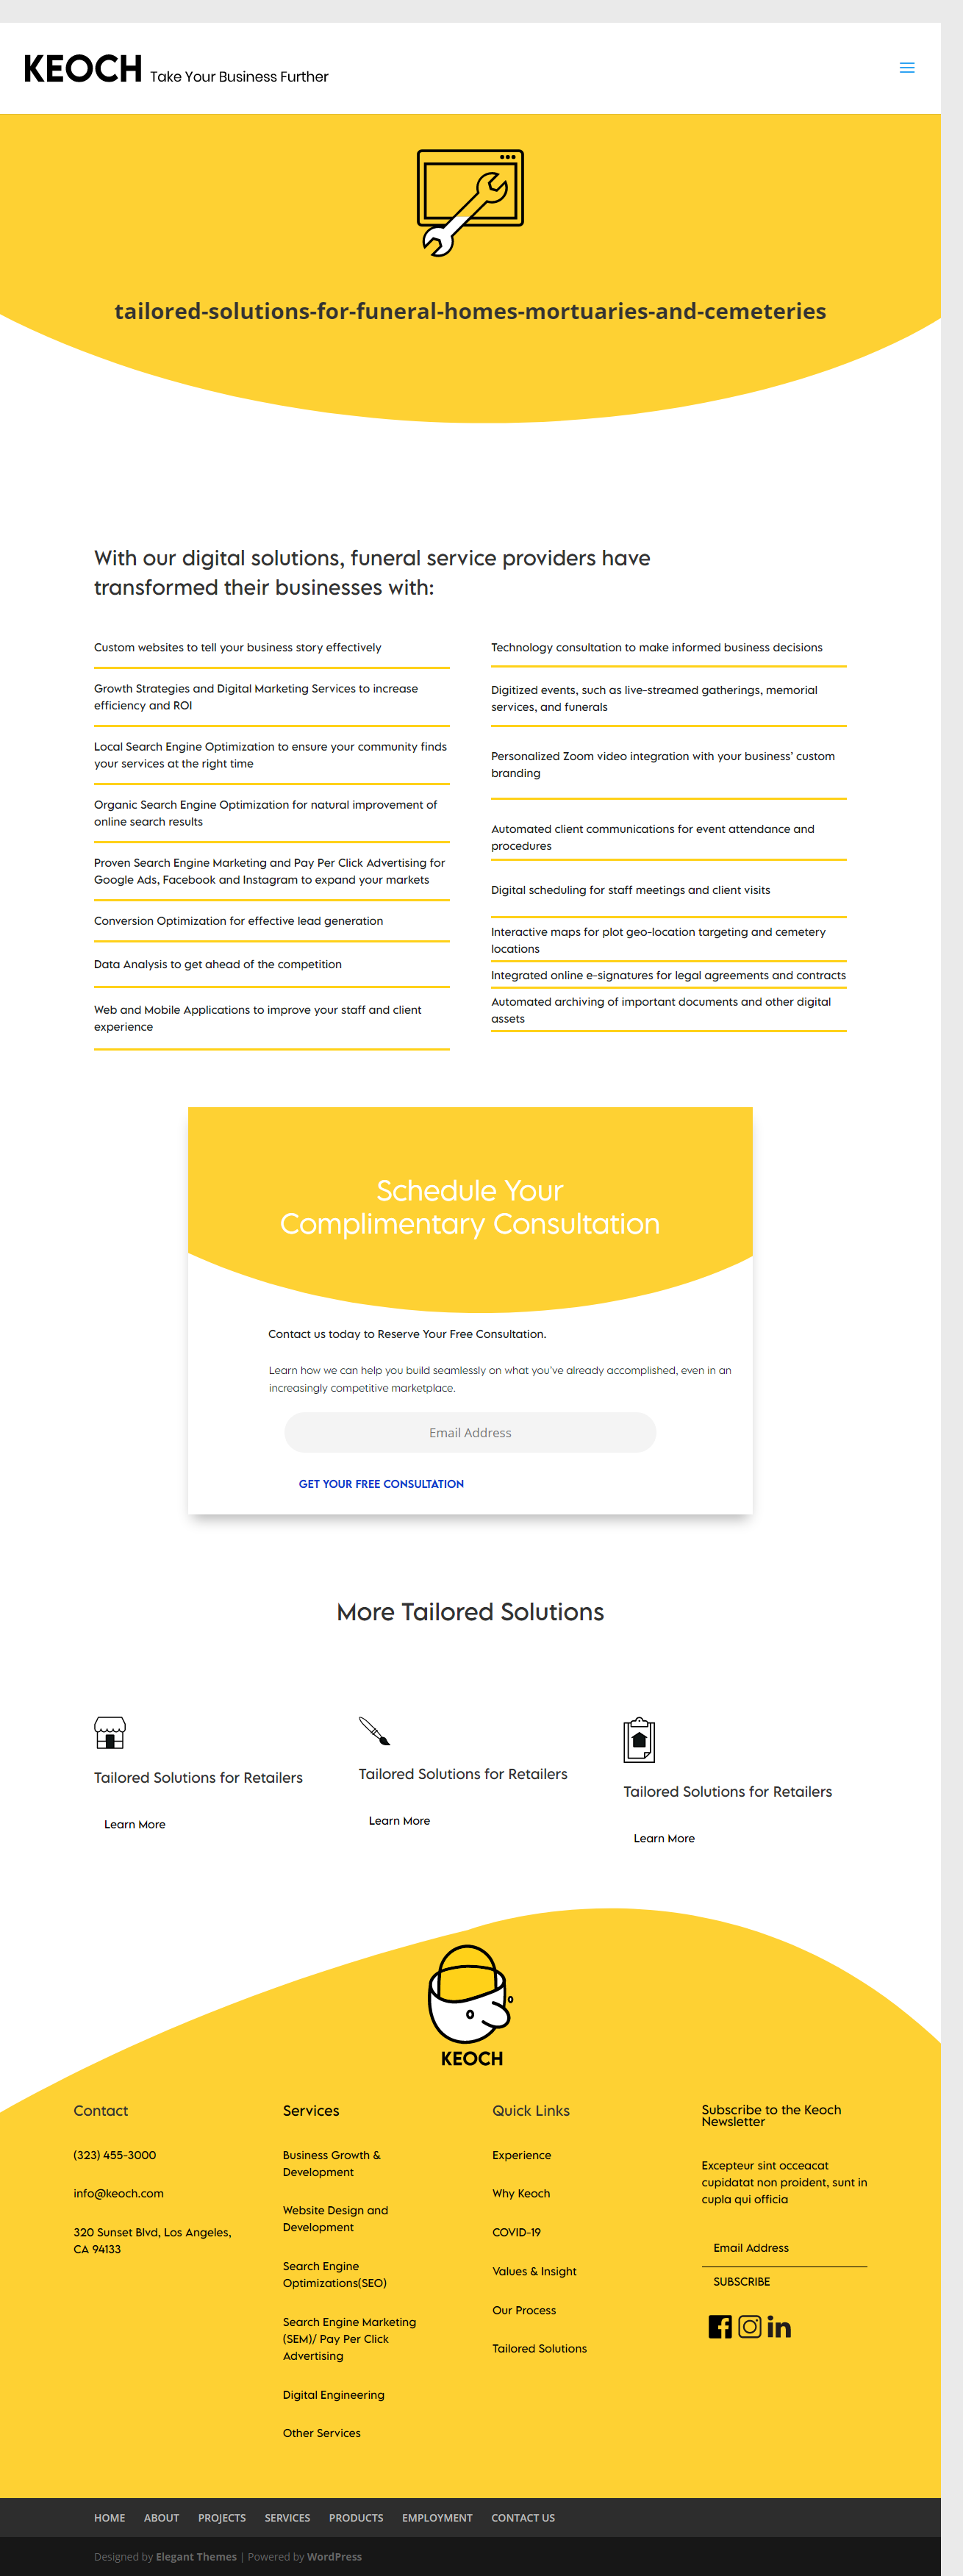 KEOCH Take Your Business Further
tailored-solutions-for-funeral-homes-mortuaries-and-cemeteries
With our digital solutions, funeral service providers have
transformed their businesses with:
Custom websites to tell your business story effectively
Growth Strategies and Digital Marketing Services to increase
efficiency and ROI
Local Search Engine Optimization to ensure your community finds
your services at the right time
Organic Search Engine Optimization for natural improvement of
online search results
Proven Search Engine Marketing and Pay Per Click Advertising for
Google Ads, Facebook and Instagram to expand your markets
Conversion Optimization for effective lead generation
Data Analysis to get ahead of the competition
Web and Mobile Applications to improve your staff and client
experience
Technology consultation to make informed business decisions
Digitized events, such as live-streamed gatherings, memorial
services, and funerals
Personalized Zoom video integration with your business’ custom
branding
Automated client communications for event attendance and
procedures
Digital scheduling for staff meetings and client visits
Interactive maps for plot geo-location targeting and cemetery
locations
Integrated online e-signatures for legal agreements and contracts
Automated archiving of important documents and other digital
assets
Schedule Your
Complimentary Consultation
Contact us today to Reserve Your Free Consultation.
Learn how we can help you build seamlessly on what you’ve already accomplished, even in an
increasingly competitive marketplace.
Email Address
GET YOUR FREE CONSULTATION
More Tailored Solutions
Tailored Solutions for Retailers
Learn More
Tailored Solutions for Retailers
Learn More
Tailored Solutions for Retailers
Learn More
KEOCH
Contact
(323) 455-3000
info@keoch.com
320 Sunset Blvd, Los Angeles,
CA 94133
Services
Business Growth &
Development
Website Design and
Development
Search Engine
Optimizations(SEO)
Search Engine Marketing
(SEM)/ Pay Per Click
Advertising
Digital Engineering
Other Services
Quick Links
Experience
Why Keoch
COVID-19
Values & Insight
Our Process
Tailored Solutions
Subscribe to the Keoch
Newsletter
Excepteur sint occeacat
cupidatat non proident, sunt in
cupla qui officia
Email Address
SUBSCRIBE
HOME ABOUT PROJECTS SERVICES PRODUCTS EMPLOYMENT CONTACT US
Designed by Elegant Themes | Powered by WordPress